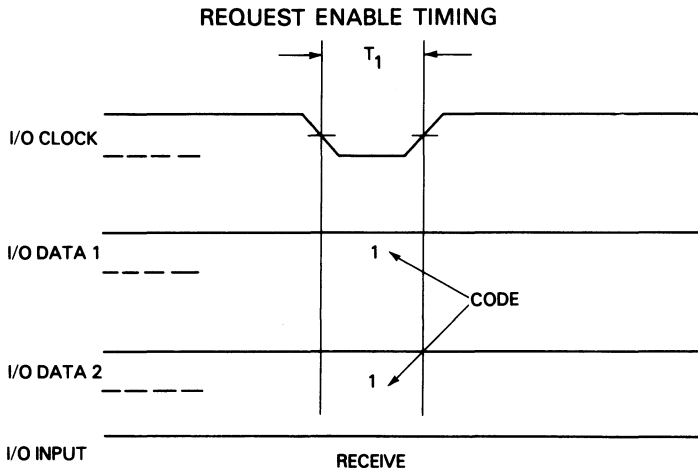 REQUEST ENABLE TIMING
T1
I/O CLOCK
I/O DATA 1
1
CODE
I/O DATA 2
1
I/O INPUT
RECEIVE